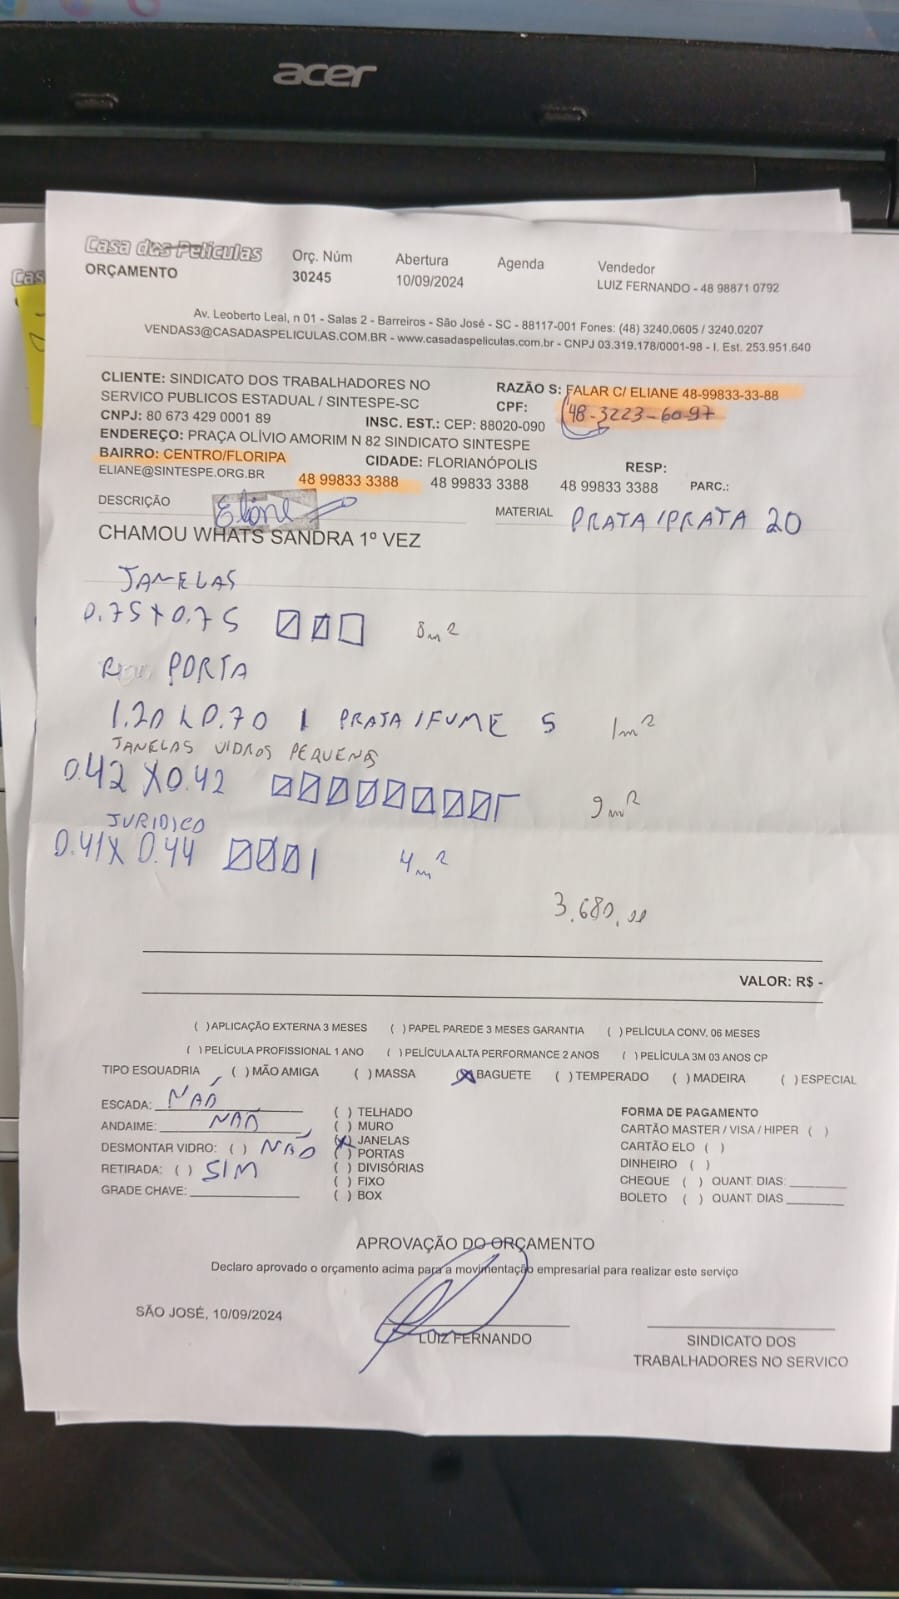 acer
Casa das Películas
ORÇAMENTO
Orç. Núm
30245
Abertura
10/09/2024
Agenda
Vendedor
LUIZ FERNANDO - 48 98871 0792
Av. Leoberto Leal, n 01 - Salas 2 - Barreiros - São José - SC - 88117-001 Fones: (48) 3240.0605 / 3240.0207
VENDAS3@CASADASPELICULAS.COM.BR - www.casadaspeliculas.com.br - CNPJ 03.319.178/0001-98 - I. Est. 253.951.640
CLIENTE: SINDICATO DOS TRABALHADORES NO
SERVICO PUBLICOS ESTADUAL / SINTESPE-SC
RAZÃO S: FALAR C/ ELIANE 48-99833-33-88
CPF: 48-3223-6097
CNPJ: 80 673 429 0001 89
INSC. EST.: CEP: 88020-090
ENDEREÇO: PRAÇA OLÍVIO AMORIM N 82 SINDICATO SINTESPE
BAIRRO: CENTRO/FLORIPA
CIDADE: FLORIANÓPOLIS
RESP:
ELIANE@SINTESPE.ORG.BR
48 99833 3388
48 99833 3388
48 99833 3388
PARC.:
DESCRIÇÃO
Eliane
MATERIAL PRATA/PRATA 20
CHAMOU WHATS SANDRA 1º VEZ
JANELAS
0.75 X 0.75 8m²
PORTA
1.20 X 0.70 1 PRATA/FUME 5 1m²
JANELAS VIDROS PEQUENOS
0.42 X 0.42 9m²
JURIDICO
0.41 X 0.44 4m²
3.680,00
VALOR: R$ -
( )APLICAÇÃO EXTERNA 3 MESES ( )PAPEL PAREDE 3 MESES GARANTIA ( )PELÍCULA CONV. 06 MESES
( )PELÍCULA PROFISSIONAL 1 ANO ( )PELÍCULA ALTA PERFORMANCE 2 ANOS ( )PELÍCULA 3M 03 ANOS CP
TIPO ESQUADRIA ( )MÃO AMIGA ( )MASSA (X)BAGUETE ( )TEMPERADO ( )MADEIRA ( )ESPECIAL
ESCADA: NÃO
ANDAIME: NÃO
DESMONTAR VIDRO: ( ) NÃO
RETIRADA: ( ) SIM
GRADE CHAVE:
( ) TELHADO
( ) MURO
(X) JANELAS
( ) PORTAS
( ) DIVISÓRIAS
( ) FIXO
( ) BOX
FORMA DE PAGAMENTO
CARTÃO MASTER / VISA / HIPER ( )
CARTÃO ELO ( )
DINHEIRO ( )
CHEQUE ( ) QUANT. DIAS:
BOLETO ( ) QUANT. DIAS
APROVAÇÃO DO ORÇAMENTO
Declaro aprovado o orçamento acima para a movimentação empresarial para realizar este serviço
SÃO JOSÉ, 10/09/2024
LUIZ FERNANDO
SINDICATO DOS
TRABALHADORES NO SERVICO